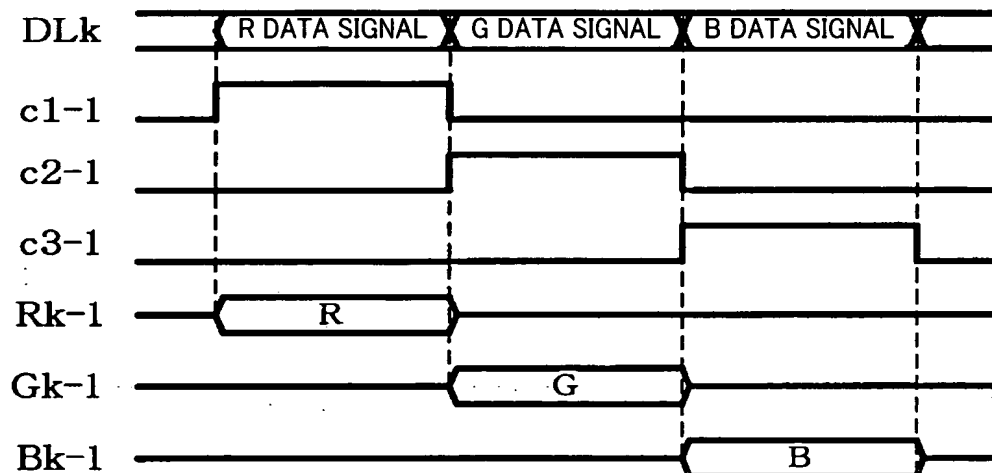 DLk R DATA SIGNAL G DATA SIGNAL B DATA SIGNAL
c1-1
c2-1
c3-1
Rk-1 R
Gk-1 G
Bk-1 B